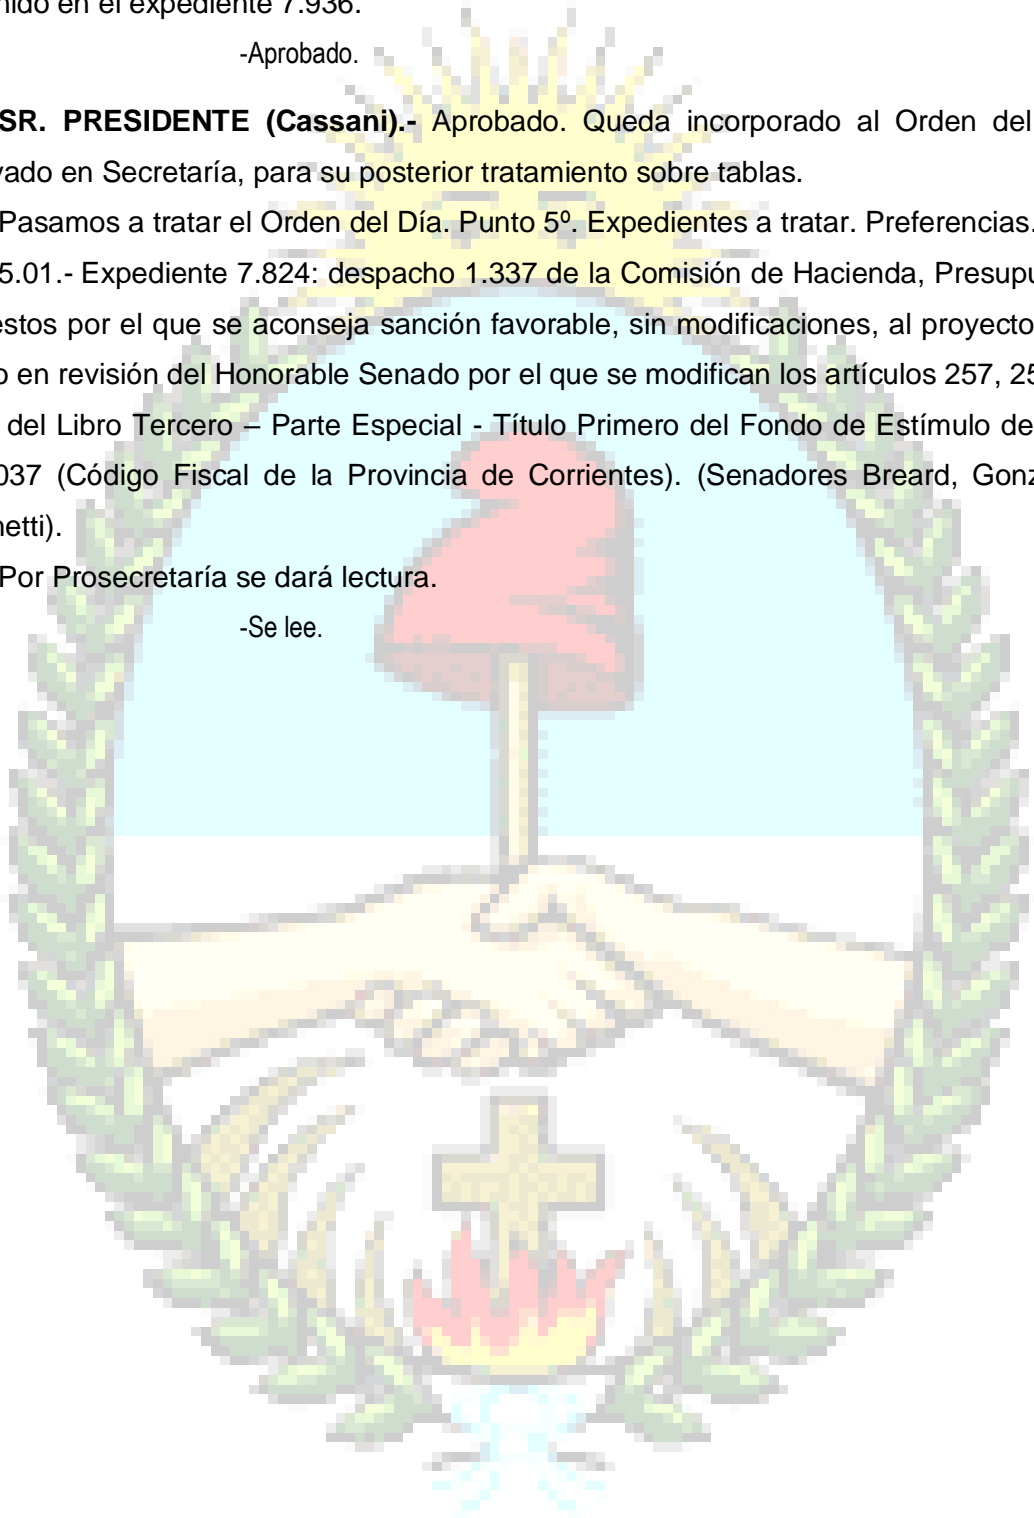 nido en el expediente 7.936.
-Aprobado.
SR. PRESIDENTE (Cassani).- Aprobado. Queda incorporado al Orden del
vado en Secretaría, para su posterior tratamiento sobre tablas.
Pasamos a tratar el Orden del Día. Punto 5º. Expedientes a tratar. Preferencias.
5.01.- Expediente 7.824: despacho 1.337 de la Comisión de Hacienda, Presupu
estos por el que se aconseja sanción favorable, sin modificaciones, al proyecto
o en revisión del Honorable Senado por el que se modifican los artículos 257, 25
del Libro Tercero – Parte Especial - Título Primero del Fondo de Estímulo de
037 (Código Fiscal de la Provincia de Corrientes). (Senadores Breard, Gonz
netti).
Por Prosecretaría se dará lectura.
-Se lee.